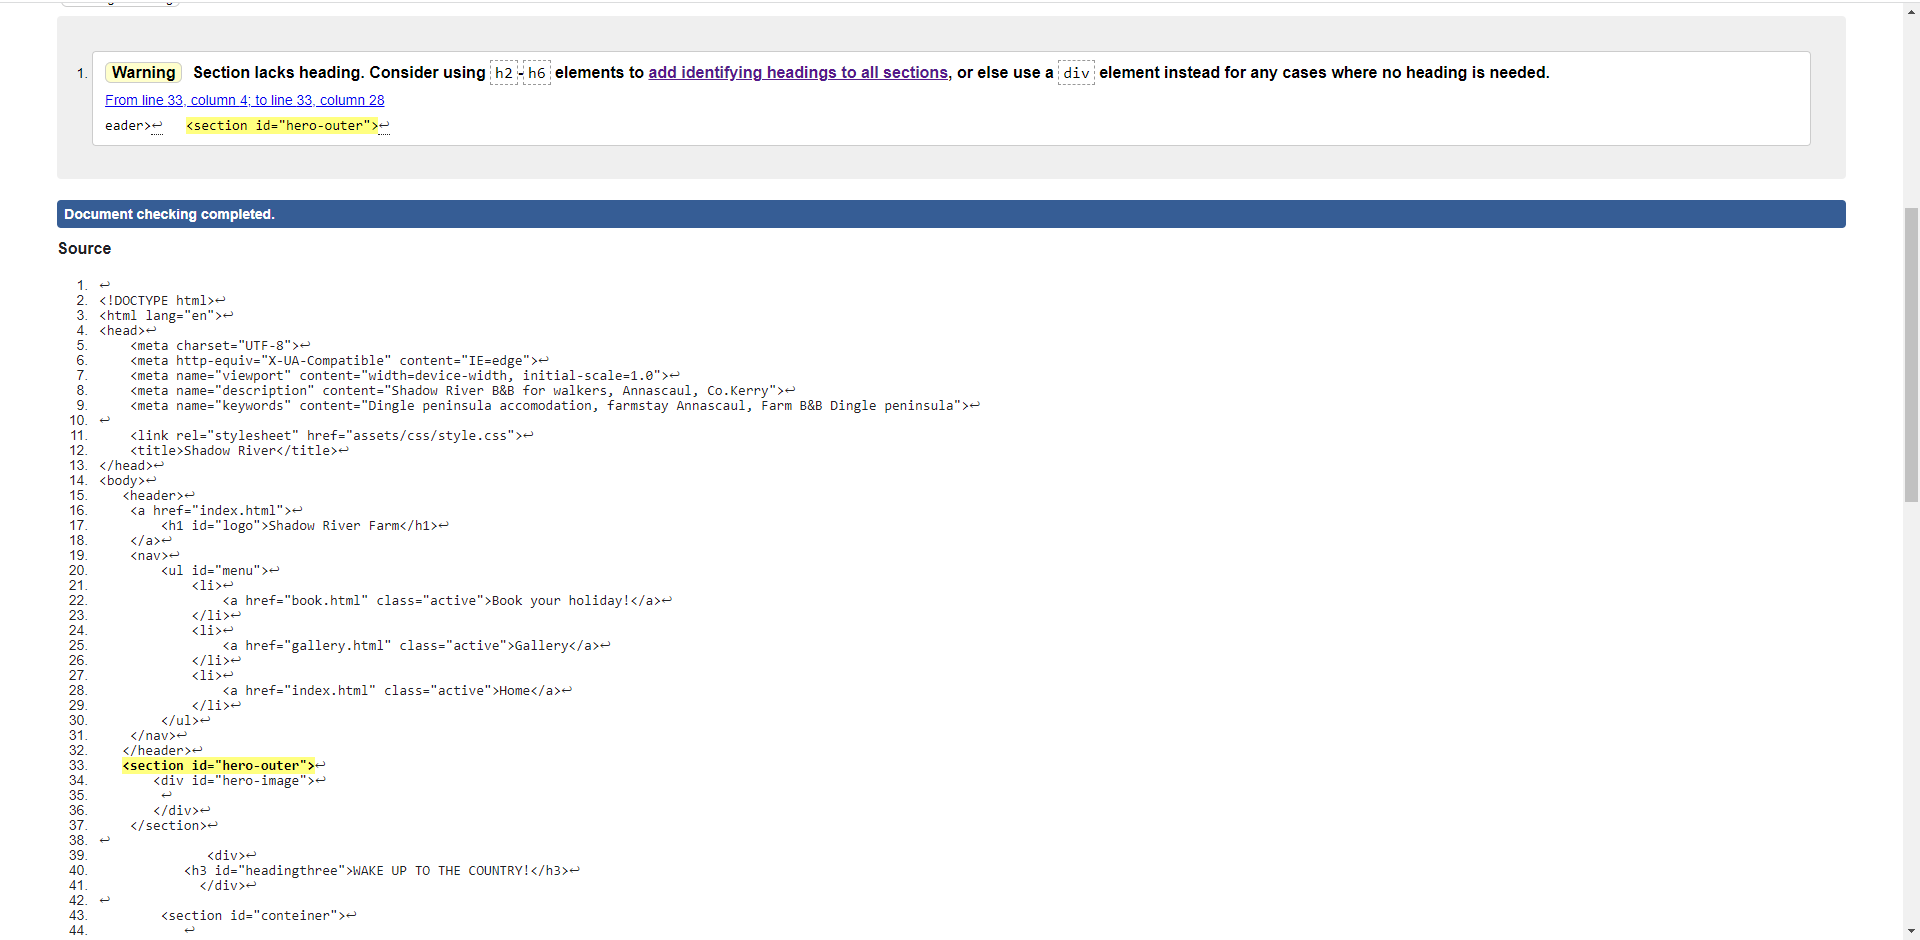 1. Warning Section lacks heading. Consider using h2-h6 elements to add identifying headings to all sections, or else use a div element instead for any cases where no heading is needed.
From line 33, column 4; to line 33, column 28
eader>↩ <section id="hero-outer">↩
Document checking completed.
Source
1. ↩
2. <!DOCTYPE html>↩
3. <html lang="en">↩
4. <head>↩
5. <meta charset="UTF-8">↩
6. <meta http-equiv="X-UA-Compatible" content="IE=edge">↩
7. <meta name="viewport" content="width=device-width, initial-scale=1.0">↩
8. <meta name="description" content="Shadow River B&B for walkers, Annascaul, Co.Kerry">↩
9. <meta name="keywords" content="Dingle peninsula accomodation, farmstay Annascaul, Farm B&B Dingle peninsula">↩
10. ↩
11. <link rel="stylesheet" href="assets/css/style.css">↩
12. <title>Shadow River</title>↩
13. </head>↩
14. <body>↩
15. <header>↩
16. <a href="index.html">↩
17. <h1 id="logo">Shadow River Farm</h1>↩
18. </a>↩
19. <nav>↩
20. <ul id="menu">↩
21. <li>↩
22. <a href="book.html" class="active">Book your holiday!</a>↩
23. </li>↩
24. <li>↩
25. <a href="gallery.html" class="active">Gallery</a>↩
26. </li>↩
27. <li>↩
28. <a href="index.html" class="active">Home</a>↩
29. </li>↩
30. </ul>↩
31. </nav>↩
32. </header>↩
33. <section id="hero-outer">↩
34. <div id="hero-image">↩
35. ↩
36. </div>↩
37. </section>↩
38. ↩
39. <div>↩
40. <h3 id="headingthree">WAKE UP TO THE COUNTRY!</h3>↩
41. </div>↩
42. ↩
43. <section id="conteiner">↩
44. ↩